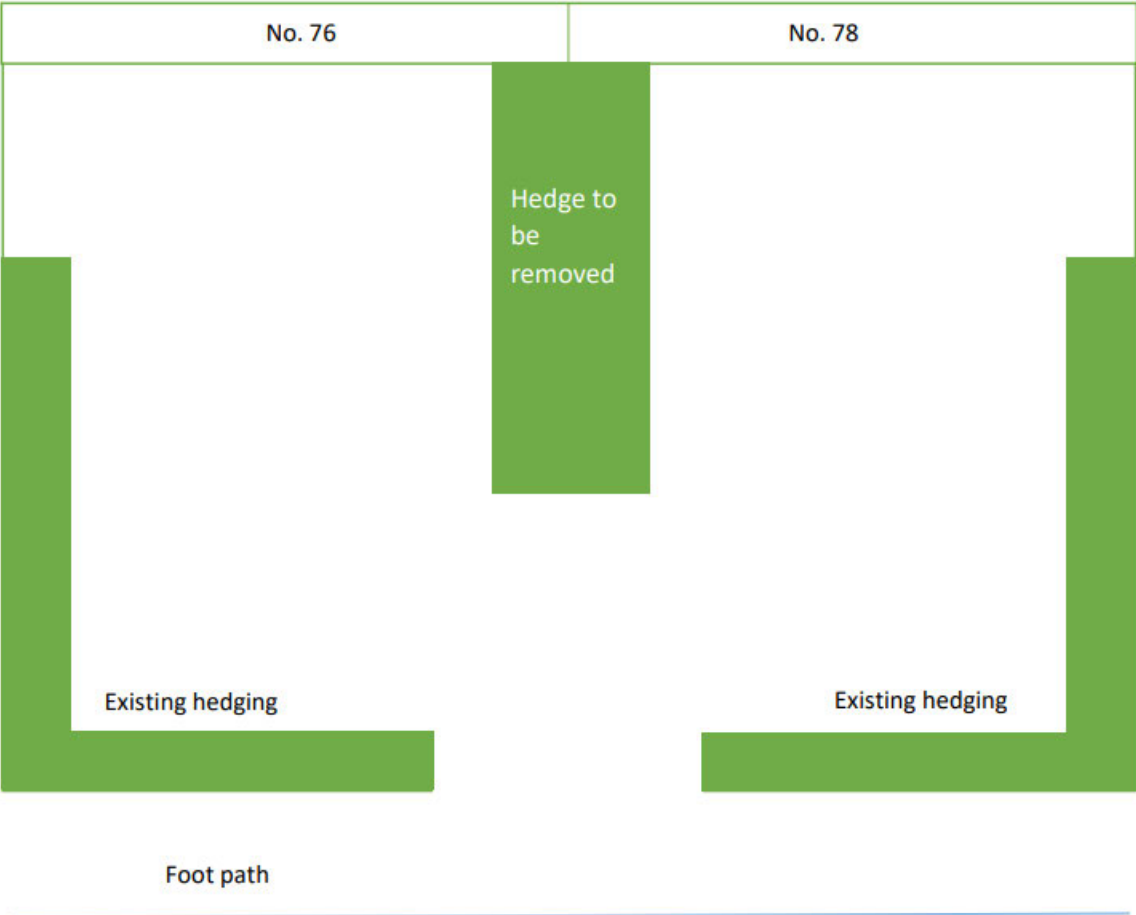 No. 76
No. 78
Hedge to
be
removed
Existing hedging
Existing hedging
Foot path